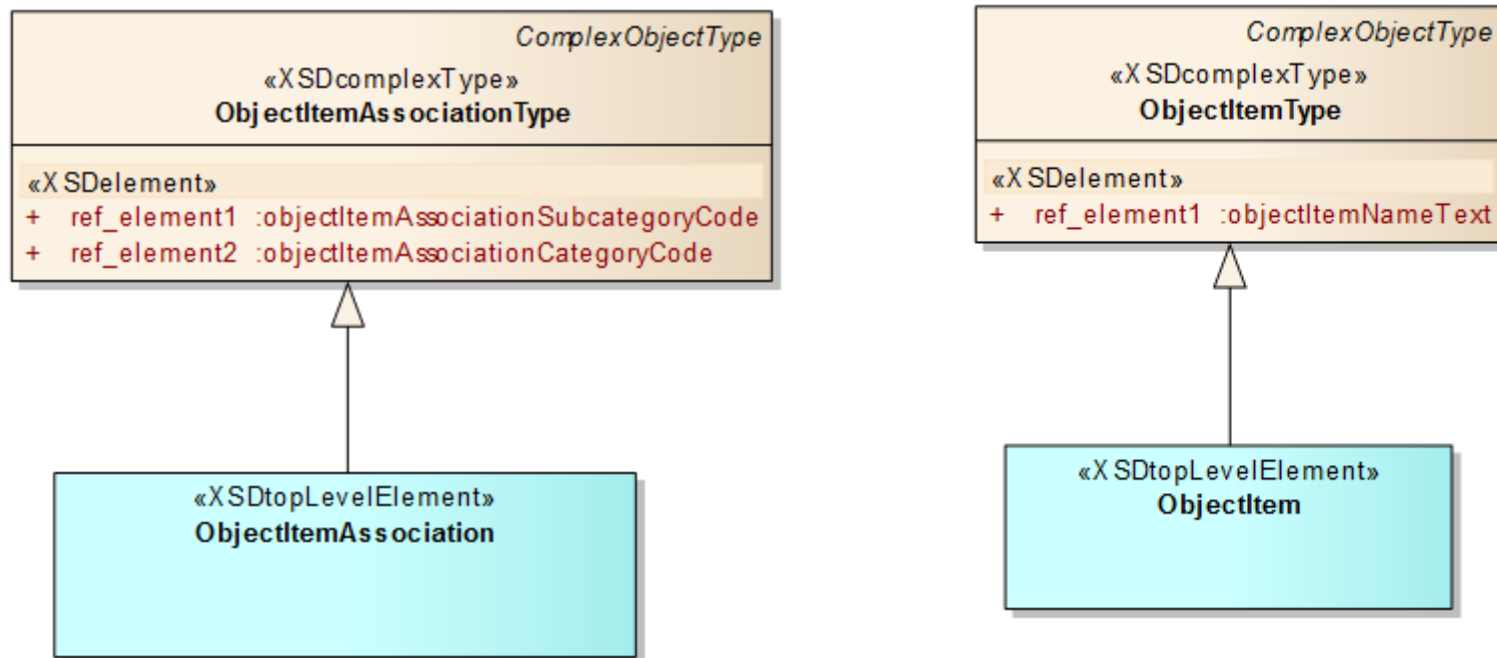 ComplexObjectType
«XSDcomplexType»
ObjectItemAssociationType
«XSDelement»
+ ref_element1 :objectItemAssociationSubcategoryCode
+ ref_element2 :objectItemAssociationCategoryCode
«XSDtopLevelElement»
ObjectItemAssociation
ComplexObjectType
«XSDcomplexType»
ObjectItemType
«XSDelement»
+ ref_element1 :objectItemNameText
«XSDtopLevelElement»
ObjectItem